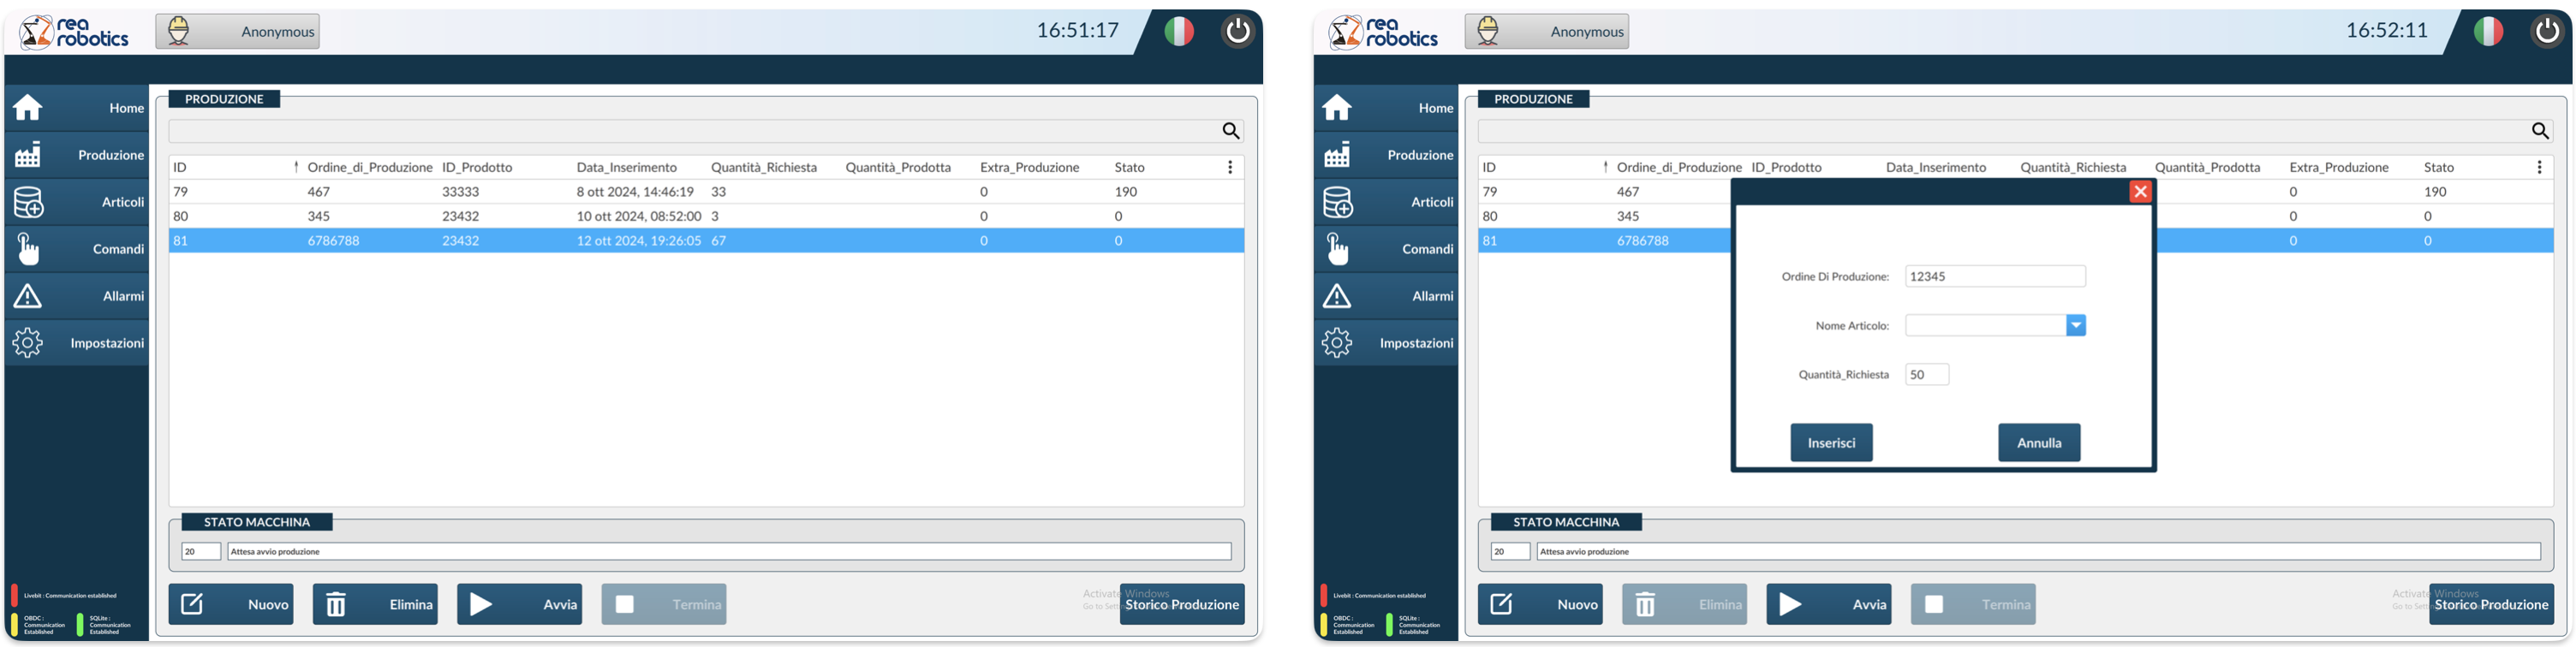 rea robotics
Anonymous
16:51:17
Home
Produzione
Articoli
Comandi
Allarmi
Impostazioni
PRODUZIONE
ID Ordine_di_Produzione ID_Prodotto Data_Inserimento Quantità_Richiesta Quantità_Prodotta Extra_Produzione Stato
79 467 33333 8 ott 2024, 14:46:19 33 0 190
80 345 23432 10 ott 2024, 08:52:00 3 0 0
81 6786788 23432 12 ott 2024, 19:26:05 67 0 0
STATO MACCHINA
20 Attesa avvio produzione
Livebit : Communication established
OBDC : Communication Established
SQLite : Communication Established
Nuovo
Elimina
Avvia
Termina
Activate Windows
Go to
Storico Produzione
rea robotics
Anonymous
16:52:11
Home
Produzione
Articoli
Comandi
Allarmi
Impostazioni
PRODUZIONE
ID Ordine_di_Produzione ID_Prodotto Data_Inserimento Quantità_Richiesta Quantità_Prodotta Extra_Produzione Stato
79 467 0 190
80 345 0 0
81 6786788 0 0
Ordine Di Produzione: 12345
Nome Articolo:
Quantità_Richiesta 50
Inserisci
Annulla
STATO MACCHINA
20 Attesa avvio produzione
Livebit : Communication established
OBDC : Communication Established
SQLite : Communication Established
Nuovo
Elimina
Avvia
Termina
Activate Windows
Go to
Storico Produzione